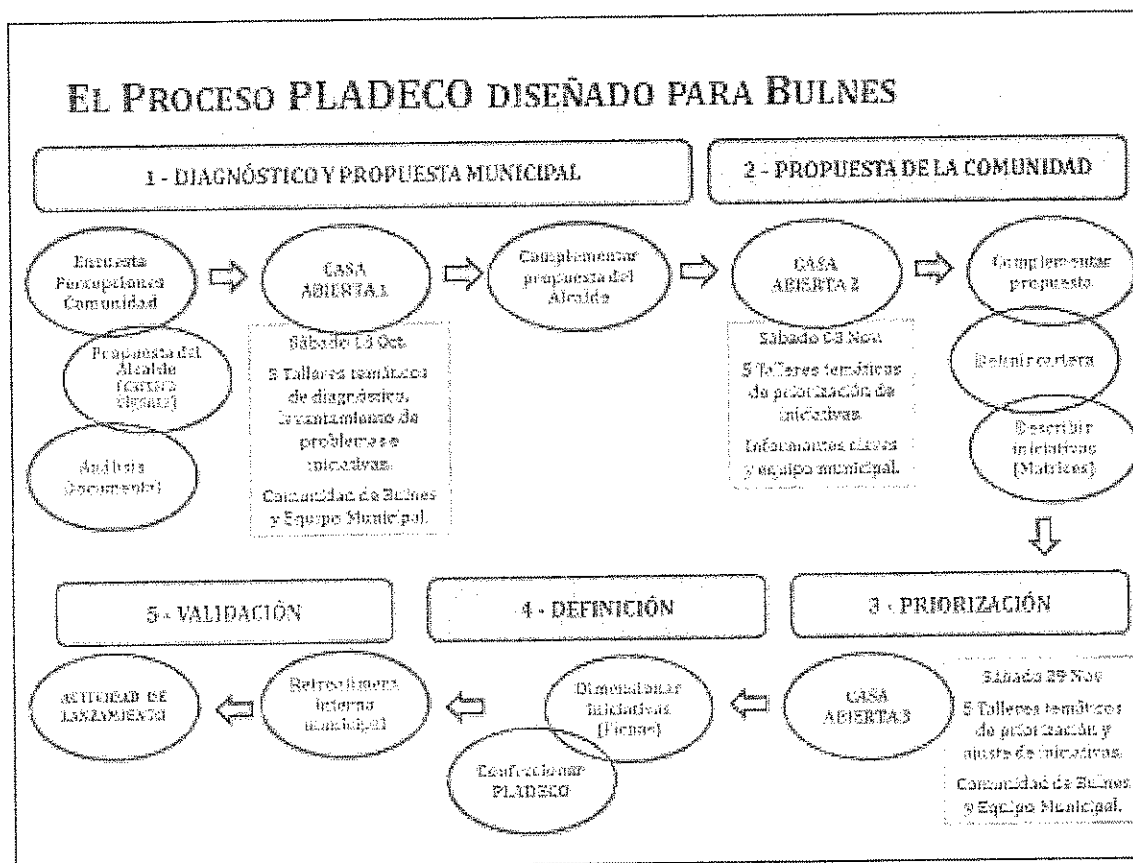 EL PROCESO PLADECO DISEÑADO PARA BULNES
1 - DIAGNÓSTICO Y PROPUESTA MUNICIPAL
2 - PROPUESTA DE LA COMUNIDAD
Encuesta
Percepciones
Comunidad
CASA
ABIERTA 1
Complementar
propuesta del
Alcalde
CASA
ABIERTA 2
Complementar
propuesta
Propuesta del
Alcalde
Análisis
Sábado 13 Oct.
5 Talleres temáticos
de diagnóstico,
levantamiento de
problemas e
iniciativas.
Comunidad de Bulnes
y Equipo Municipal.
Sábado Nov.
5 Talleres temáticos
de priorización de
iniciativas.
Informantes claves
y equipo municipal.
Definir cartera
Describir
iniciativas
(Matrices)
5 - VALIDACIÓN
4 - DEFINICIÓN
3 - PRIORIZACIÓN
ACTIVIDAD DE
LANZAMIENTO
interna
municipal
Dimensionar
Iniciativas
Confeccionar
PLADECO
CASA
ABIERTA 3
Sábado 29 Nov
5 Talleres temáticos
de priorización y
ajuste de iniciativas.
Comunidad de Bulnes
y Equipo Municipal.